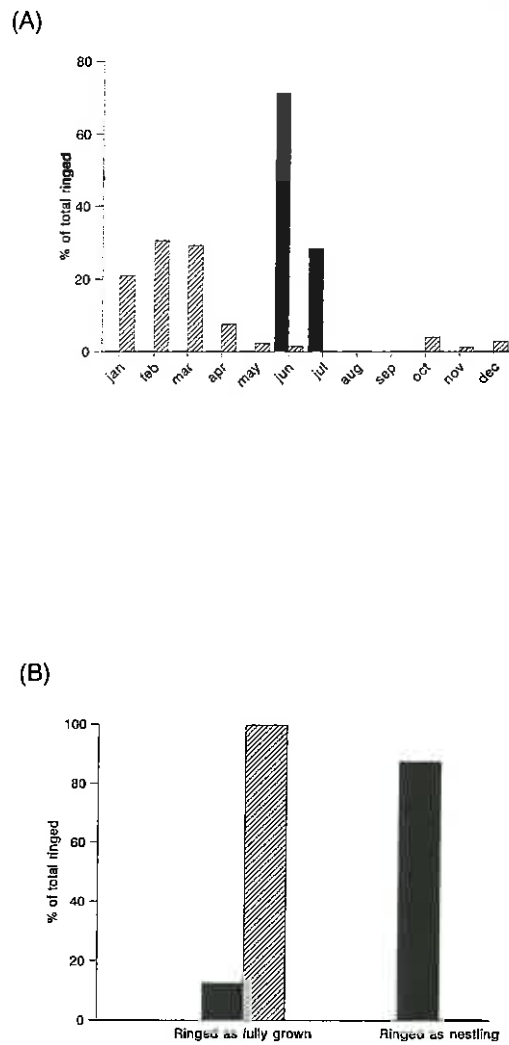 (A)
80
60
40
20
0
% of total ringed
jan feb mar apr may jun jul aug sep oct nov dec
(B)
100
80
60
40
20
0
% of total ringed
Ringed as fully grown Ringed as nestling